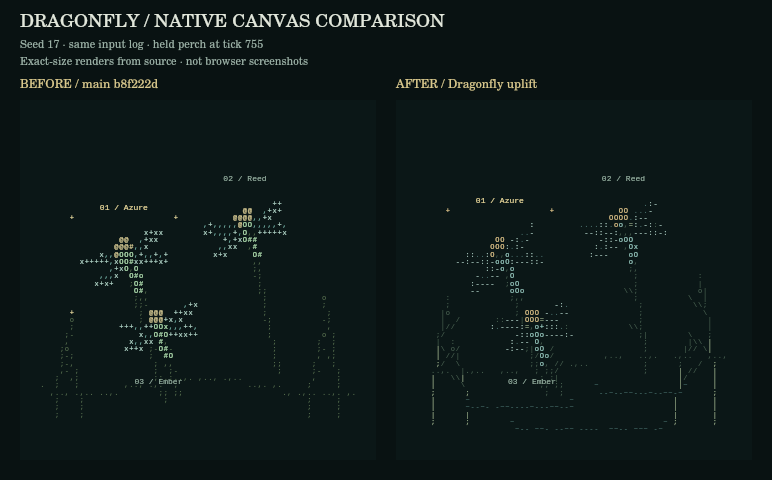 DRAGONFLY / NATIVE CANVAS COMPARISON
Seed 17 · same input log · held perch at tick 755
Exact-size renders from source · not browser screenshots
BEFORE / main b8f222d
AFTER / Dragonfly uplift
02 / Reed
01 / Azure
03 / Ember
02 / Reed
01 / Azure
03 / Ember